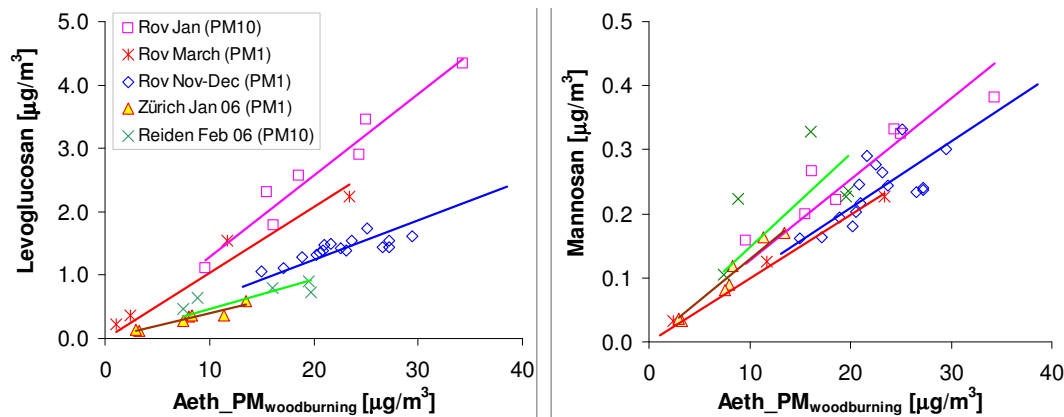 5.0
4.0
3.0
2.0
1.0
0.0
Levoglucosan [µg/m³]
Rov Jan (PM10)
Rov March (PM1)
Rov Nov-Dec (PM1)
Zürich Jan 06 (PM1)
Reiden Feb 06 (PM10)
0 10 20 30 40
Aeth_PMwoodburning [µg/m³]
0.5
0.4
0.3
0.2
0.1
0.0
Mannosan [µg/m³]
0 10 20 30 40
Aeth_PMwoodburning [µg/m³]